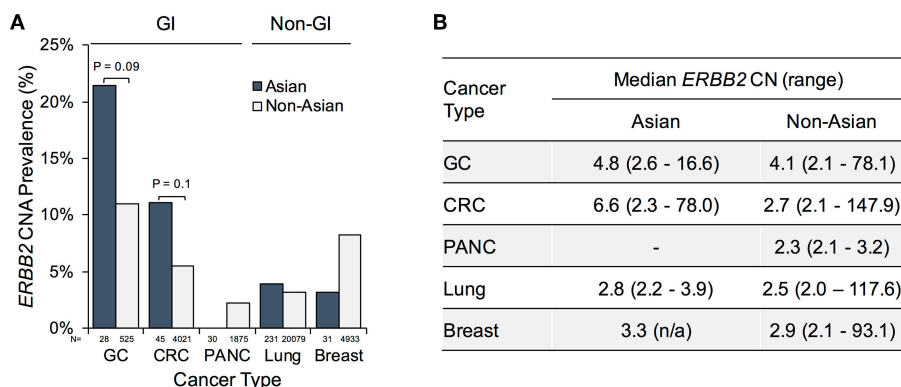 A
GI
Non-GI
25%
20%
15%
10%
5%
0%
ERBB2 CNA Prevalence (%)
P = 0.09
P = 0.1
Asian
Non-Asian
N= 28 525 45 4021 30 1875 231 20079 31 4933
GC CRC PANC Lung Breast
Cancer Type
B
Cancer Type
Median ERBB2 CN (range)
Asian Non-Asian
GC 4.8 (2.6 - 16.6) 4.1 (2.1 - 78.1)
CRC 6.6 (2.3 - 78.0) 2.7 (2.1 - 147.9)
PANC - 2.3 (2.1 - 3.2)
Lung 2.8 (2.2 - 3.9) 2.5 (2.0 – 117.6)
Breast 3.3 (n/a) 2.9 (2.1 - 93.1)